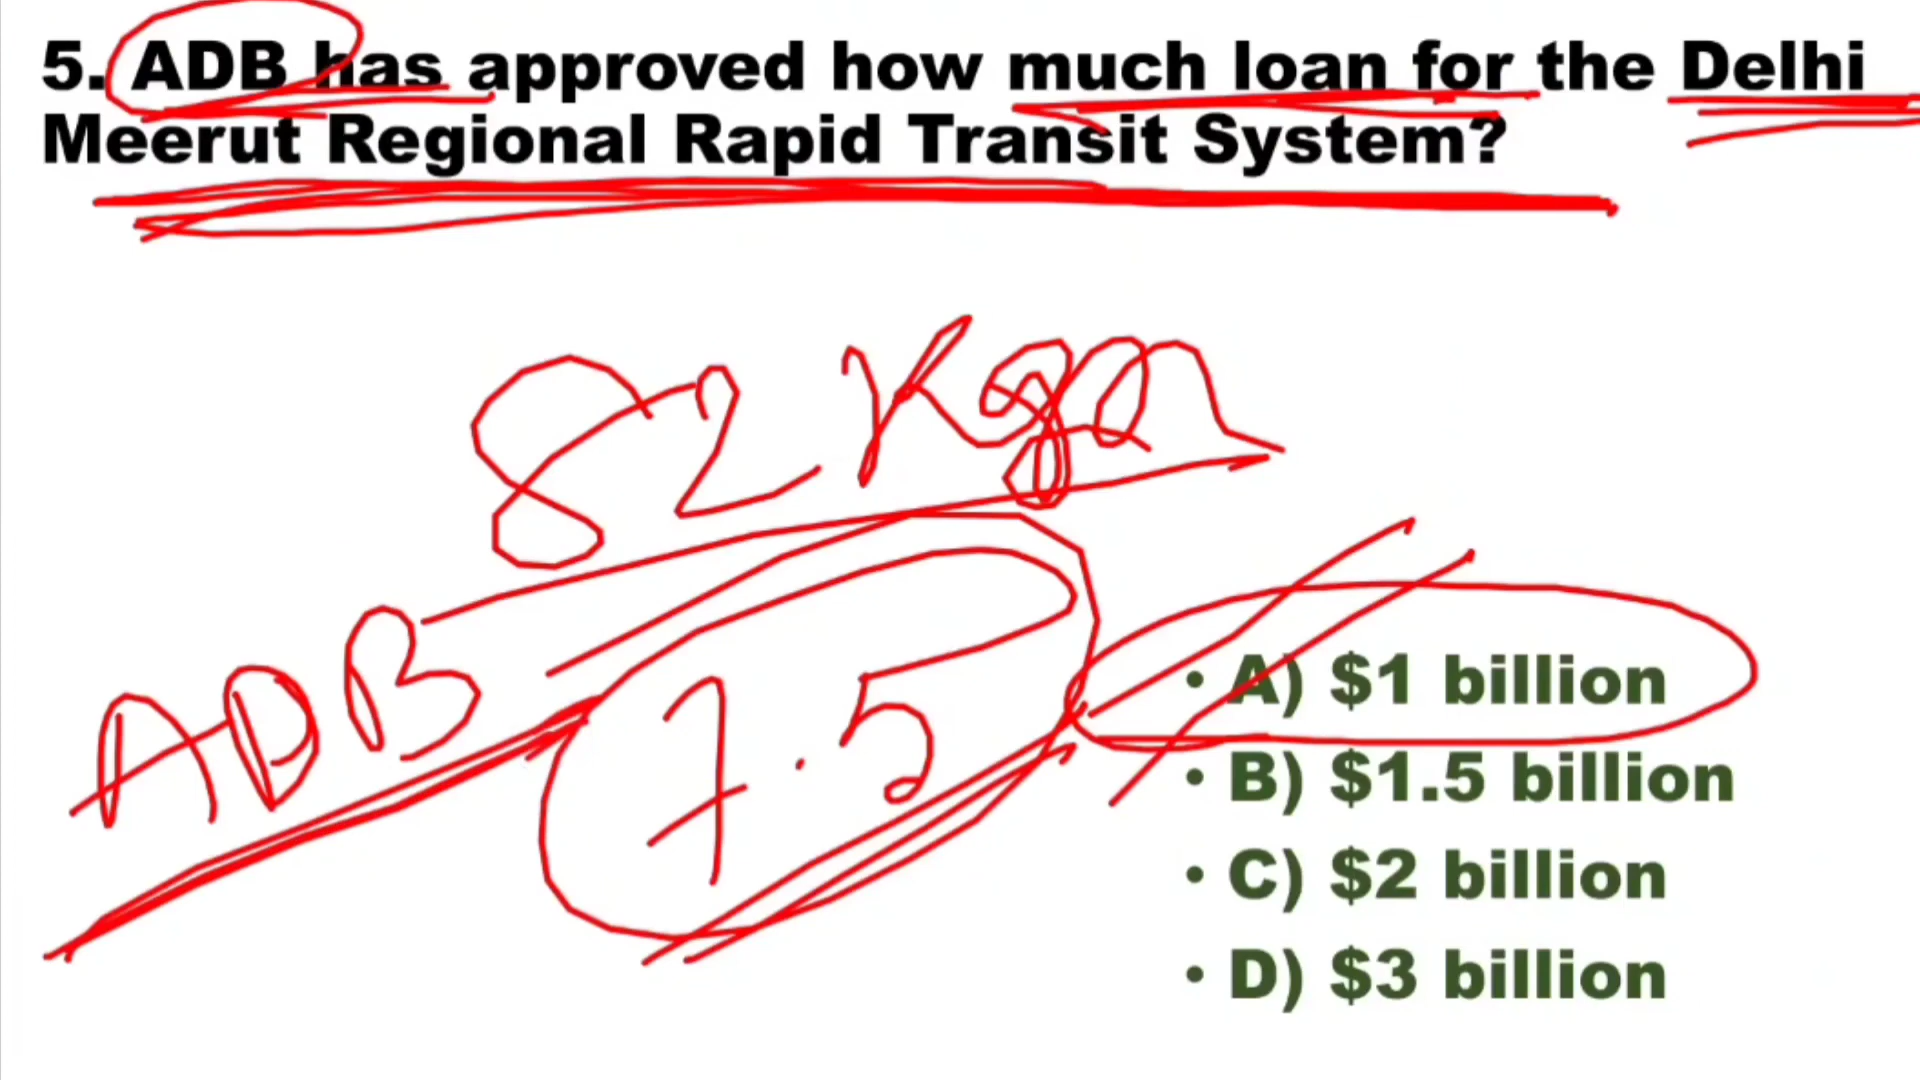 5. ADB has approved how much loan for the Delhi
Meerut Regional Rapid Transit System?
82
ADB
7.5
• A) $1 billion
• B) $1.5 billion
• C) $2 billion
• D) $3 billion